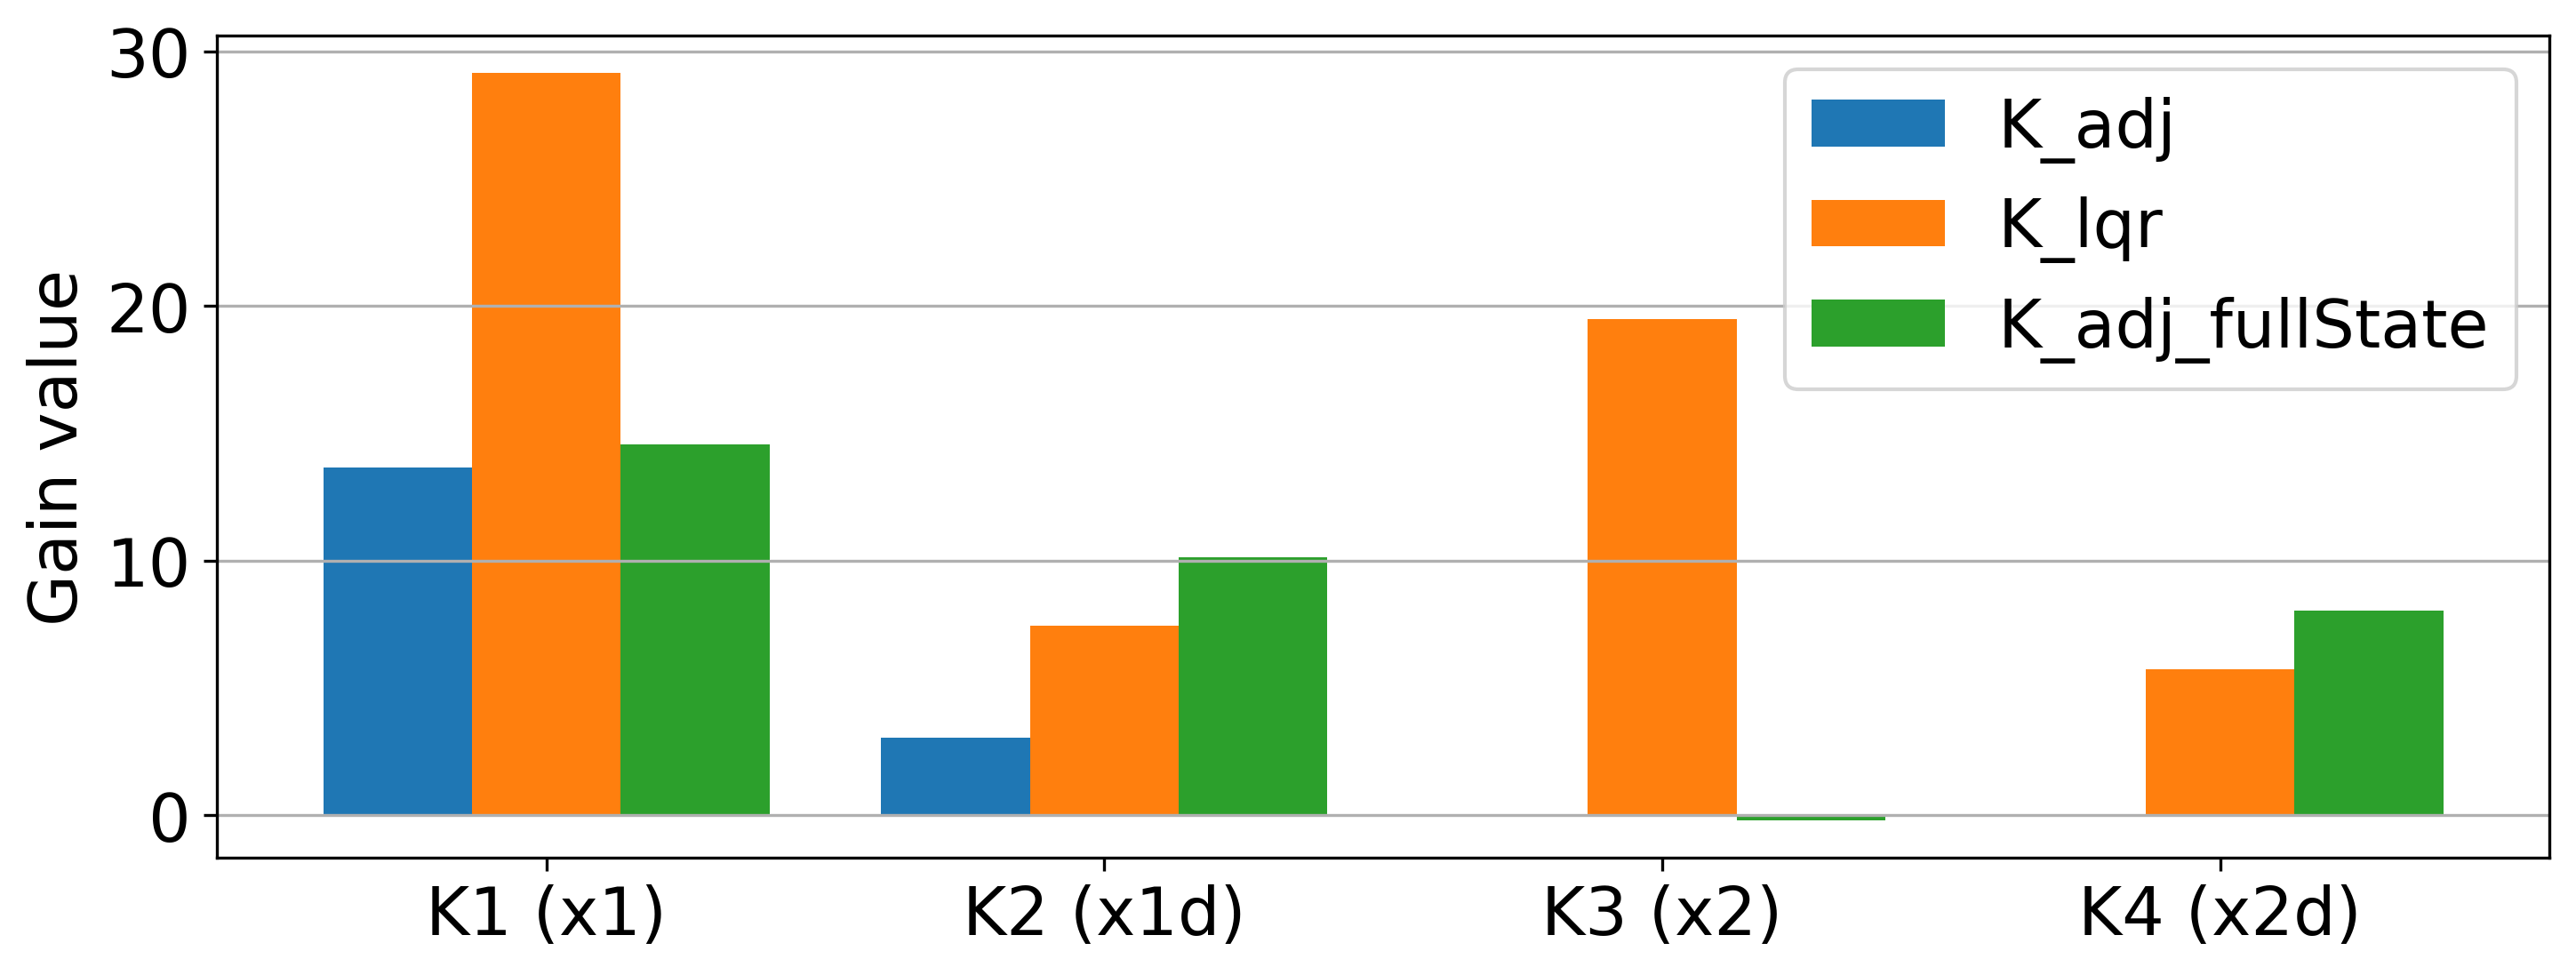 Gain value
30
20
10
0
K1 (x1)
K2 (x1d)
K3 (x2)
K4 (x2d)
K_adj
K_lqr
K_adj_fullState